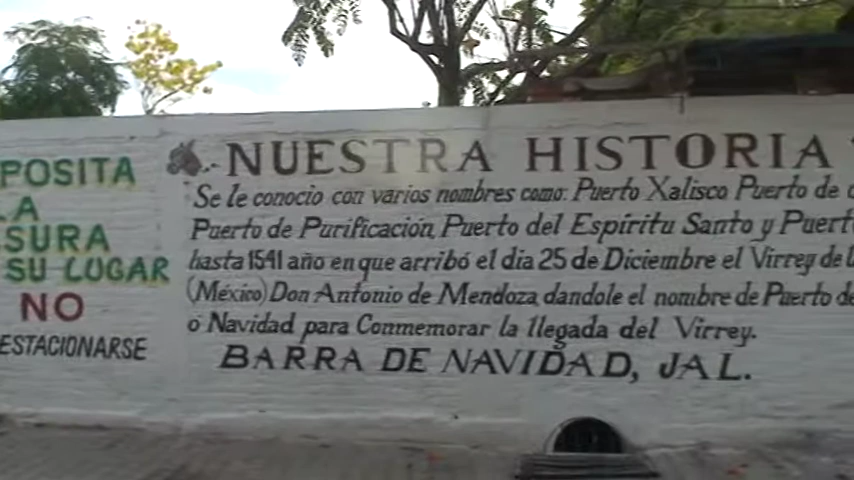 POSITA
LA
SURA
SU LUGAR
NO
ESTACIONARSE
NUESTRA HISTORIA
Se le conocio con varios nombres como: Puerto Xalisco Puerto de
Puerto de Purificación, Puerto del Espíritu Santo y Puerto
hasta 1541 año en que arribó el dia 25 de Diciembre el Virrey de
(México) Don Antonio de Mendoza dandole el nombre de Puerto de
ó Navidad para Conmemorar la llegada del Virrey.
BARRA DE NAVIDAD, JAL.